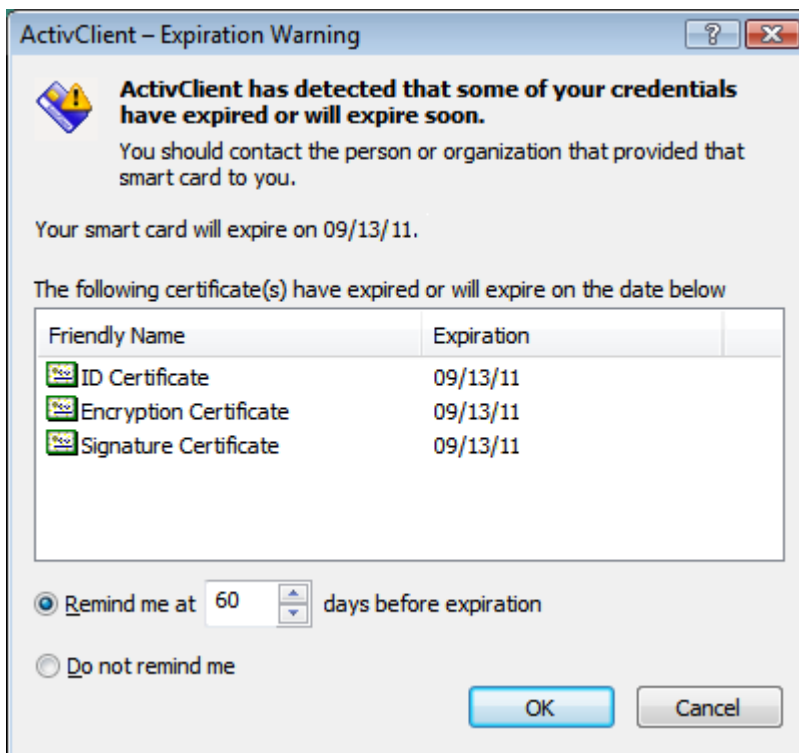 ActivClient – Expiration Warning
ActivClient has detected that some of your credentials
have expired or will expire soon.
You should contact the person or organization that provided that
smart card to you.
Your smart card will expire on 09/13/11.
The following certificate(s) have expired or will expire on the date below
Friendly Name Expiration
ID Certificate 09/13/11
Encryption Certificate 09/13/11
Signature Certificate 09/13/11
Remind me at 60 days before expiration
Do not remind me
OK Cancel